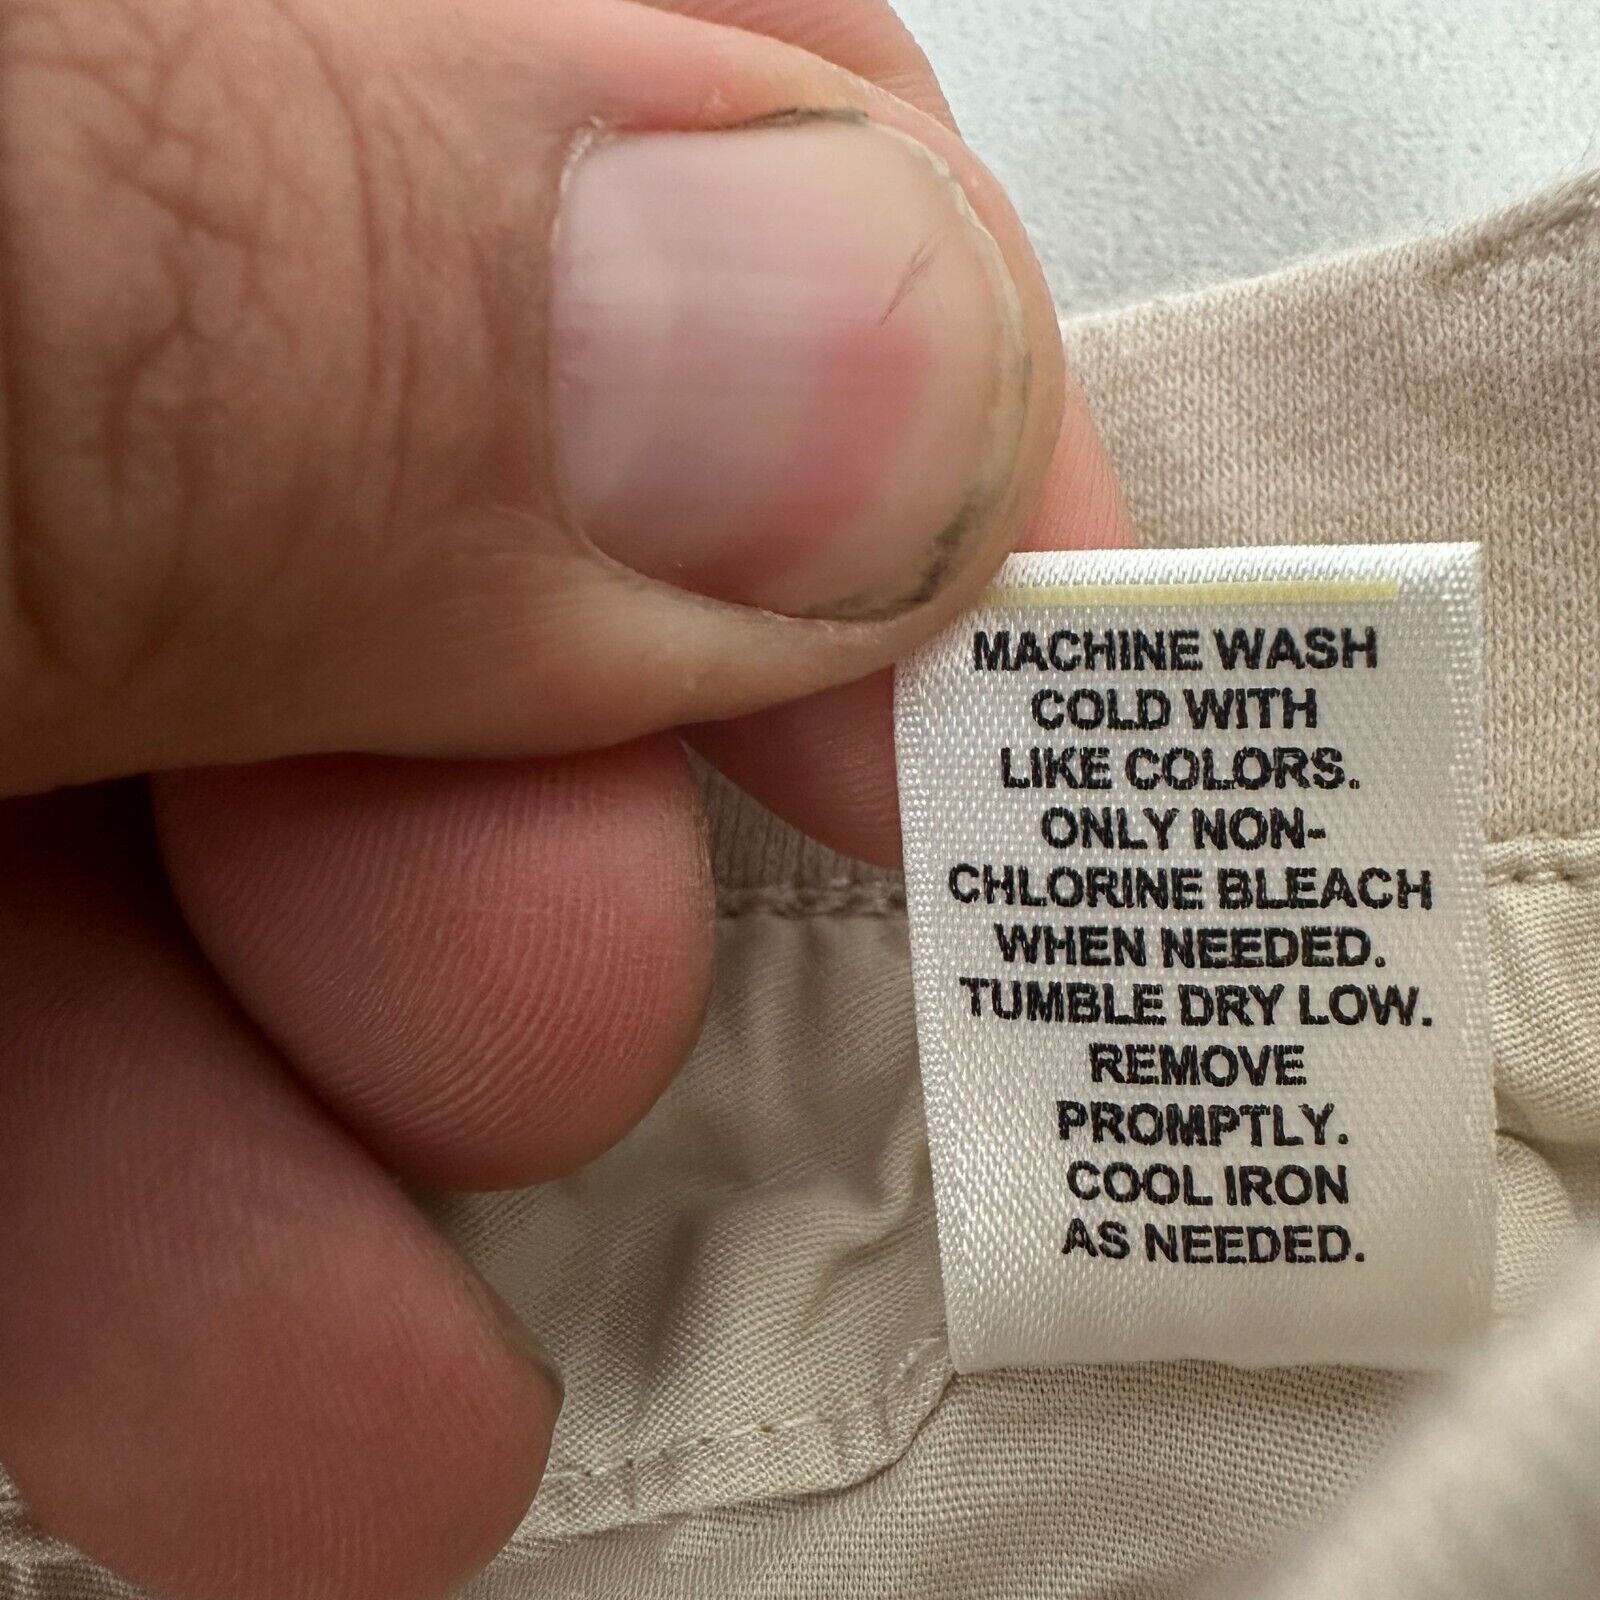 MACHINE WASH
COLD WITH
LIKE COLORS.
ONLY NON-
CHLORINE BLEACH
WHEN NEEDED.
TUMBLE DRY LOW.
REMOVE
PROMPTLY.
COOL IRON
AS NEEDED.